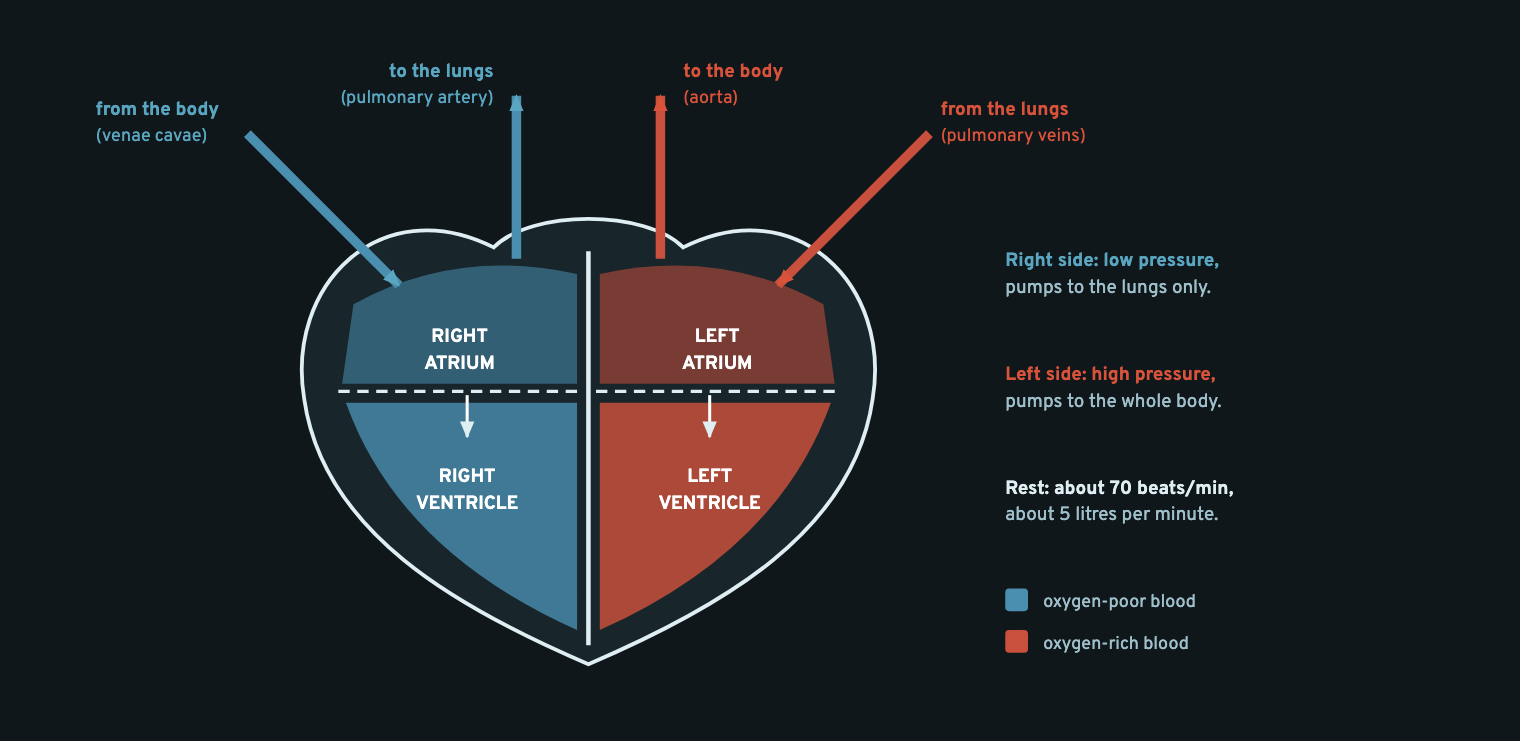 to the lungs
(pulmonary artery)
to the body
(aorta)
from the body
(venae cavae)
from the lungs
(pulmonary veins)
RIGHT
ATRIUM
LEFT
ATRIUM
RIGHT
VENTRICLE
LEFT
VENTRICLE
Right side: low pressure,
pumps to the lungs only.
Left side: high pressure,
pumps to the whole body.
Rest: about 70 beats/min,
about 5 litres per minute.
oxygen-poor blood
oxygen-rich blood